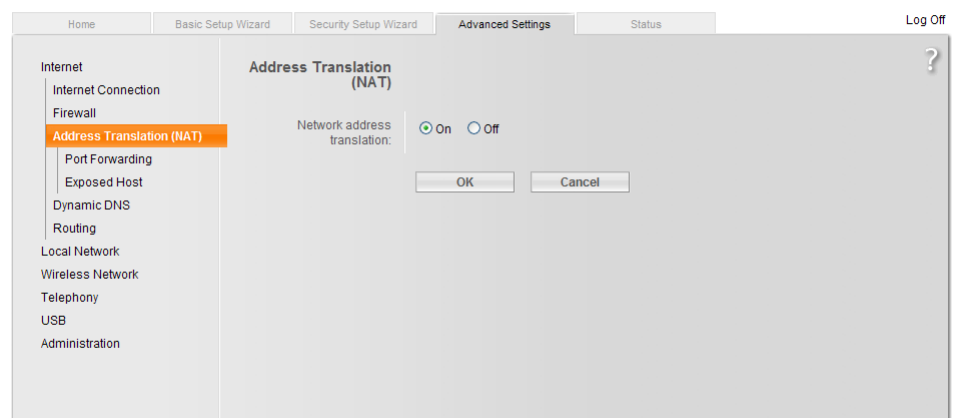 Home Basic Setup Wizard Security Setup Wizard Advanced Settings Status Log Off
?
Internet
Internet Connection
Firewall
Address Translation (NAT)
Port Forwarding
Exposed Host
Dynamic DNS
Routing
Local Network
Wireless Network
Telephony
USB
Administration
Address Translation
(NAT)
Network address
translation:
On Off
OK Cancel